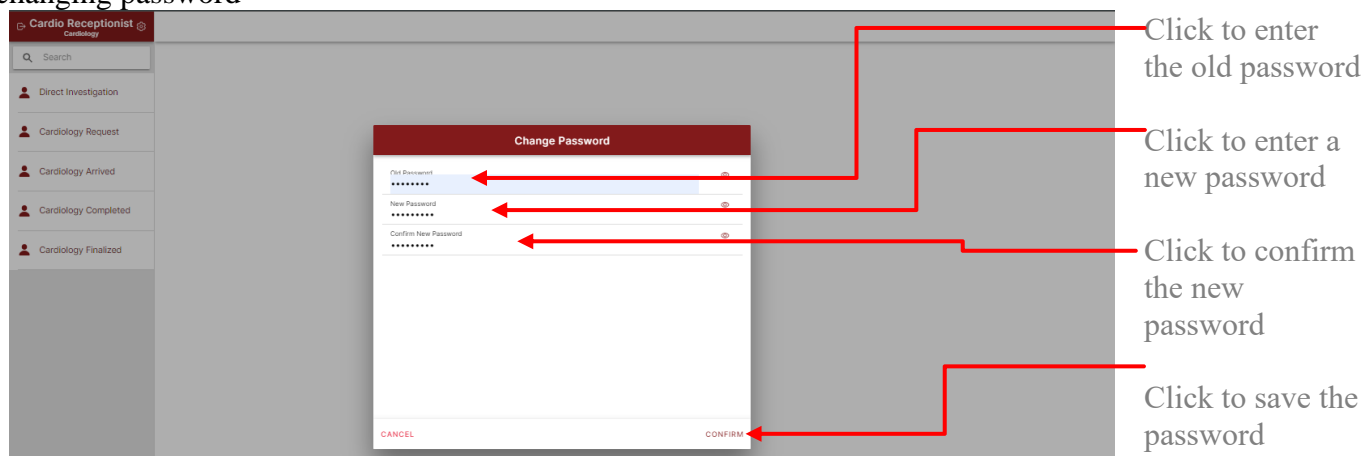 changing password
Cardio Receptionist
Cardiology
Search
Direct Investigation
Cardiology Request
Cardiology Arrived
Cardiology Completed
Cardiology Finalized
Change Password
Old Password
••••••••
New Password
•••••••••
Confirm New Password
•••••••••
CANCEL
CONFIRM
Click to enter
the old password
Click to enter a
new password
Click to confirm
the new
password
Click to save the
password